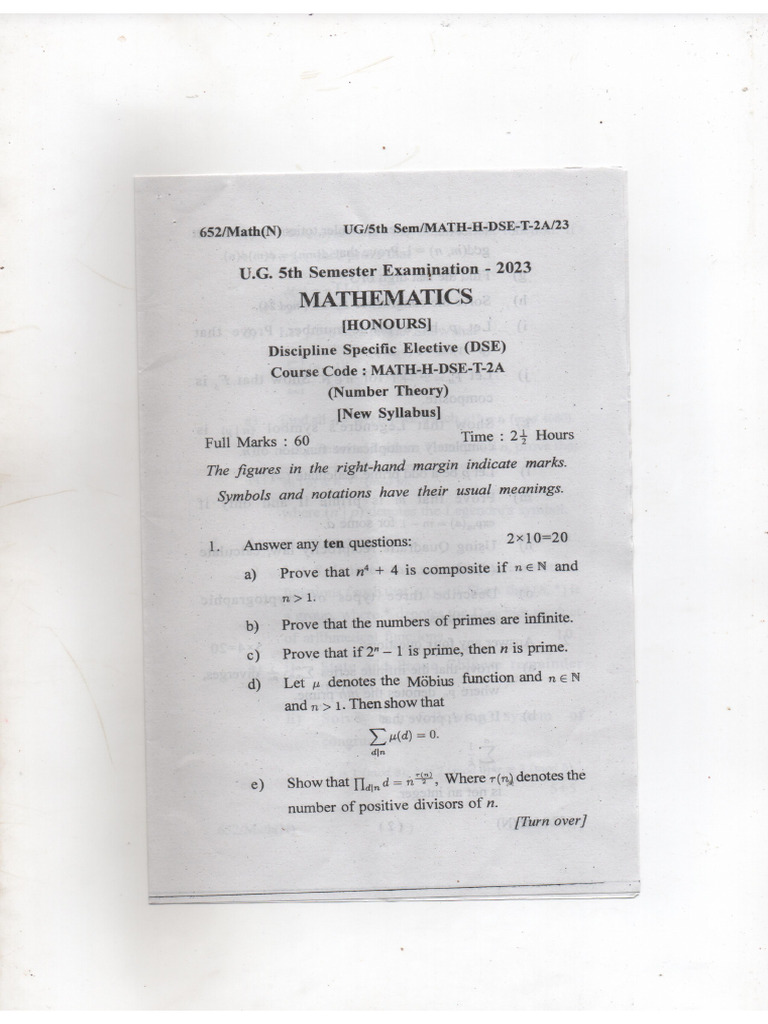 652/Math(N) UG/5th Sem/MATH-H-DSE-T-2A/23
U.G. 5th Semester Examination - 2023
MATHEMATICS
[HONOURS]
Discipline Specific Elective (DSE)
Course Code : MATH-H-DSE-T-2A
(Number Theory)
[New Syllabus]
Full Marks : 60 Time : 2½ Hours
The figures in the right-hand margin indicate marks.
Symbols and notations have their usual meanings.
1. Answer any ten questions: 2×10=20
a) Prove that n⁴ + 4 is composite if n ∈ ℕ and
n > 1.
b) Prove that the numbers of primes are infinite.
c) Prove that if 2ⁿ – 1 is prime, then n is prime.
d) Let μ denotes the Möbius function and n ∈ ℕ
and n > 1. Then show that
∑_{d|n} μ(d) = 0.
e) Show that ∏_{d|n} d = n^{τ(n)/2}, Where τ(n) denotes the
number of positive divisors of n.
[Turn over]